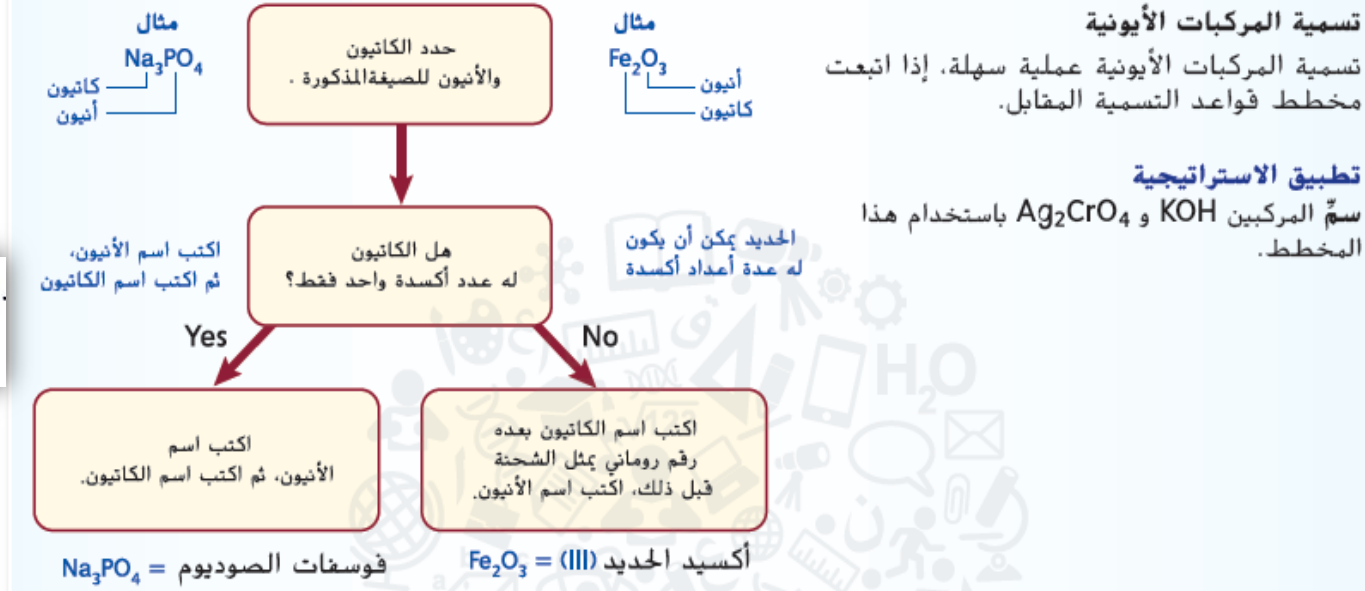 تسمية المركبات الأيونية
تسمية المركبات الأيونية عملية سهلة، إذا اتبعت
مخطط قواعد التسمية المقابل.
تطبيق الاستراتيجية
سمِّ المركبين KOH و Ag₂CrO₄ باستخدام هذا
المخطط.
مثال
Fe₂O₃
أنيون
كاتيون
حدد الكاتيون
والأنيون للصيغةالمذكورة .
مثال
Na₃PO₄
كاتيون
أنيون
الحديد يمكن أن يكون
له عدة أعداد أكسدة
هل الكاتيون
له عدد أكسدة واحد فقط؟
اكتب اسم الأنيون،
ثم اكتب اسم الكاتيون
No
Yes
اكتب اسم الكاتيون بعده
رقم روماني يمثل الشحنة
قبل ذلك، اكتب اسم الأنيون.
اكتب اسم
الأنيون، ثم اكتب اسم الكاتيون.
أكسيد الحديد (III) = Fe₂O₃
فوسفات الصوديوم = Na₃PO₄
H₂O
123